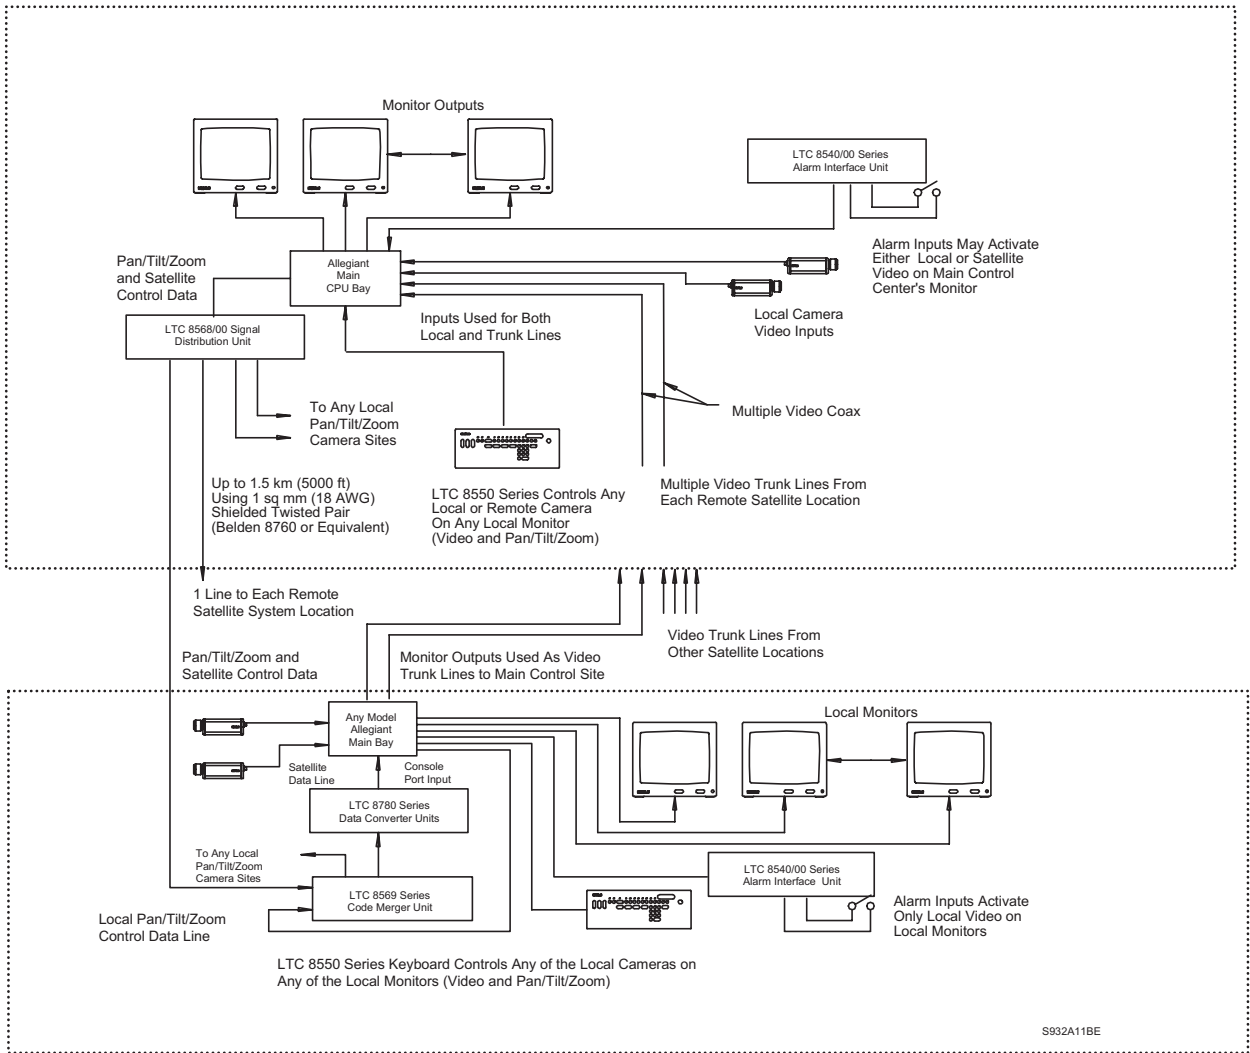 Monitor Outputs
LTC 8540/00 Series
Alarm Interface Unit
Pan/Tilt/Zoom
and Satellite
Control Data
Allegiant
Main
CPU Bay
Alarm Inputs May Activate
Either Local or Satellite
Video on Main Control
Center's Monitor
LTC 8568/00 Signal
Distribution Unit
Inputs Used for Both
Local and Trunk Lines
Local Camera
Video Inputs
To Any Local
Pan/Tilt/Zoom
Camera Sites
Multiple Video Coax
Up to 1.5 km (5000 ft)
Using 1 sq mm (18 AWG)
Shielded Twisted Pair
(Belden 8760 or Equivalent)
LTC 8550 Series Controls Any
Local or Remote Camera
On Any Local Monitor
(Video and Pan/Tilt/Zoom)
Multiple Video Trunk Lines From
Each Remote Satellite Location
1 Line to Each Remote
Satellite System Location
Video Trunk Lines From
Other Satellite Locations
Pan/Tilt/Zoom and
Satellite Control Data
Monitor Outputs Used As Video
Trunk Lines to Main Control Site
Any Model
Allegiant
Main Bay
Local Monitors
Satellite
Data Line
Console
Port Input
LTC 8780 Series
Data Converter Units
To Any Local
Pan/Tilt/Zoom
Camera Sites
LTC 8569 Series
Code Merger Unit
LTC 8540/00 Series
Alarm Interface Unit
Local Pan/Tilt/Zoom
Control Data Line
Alarm Inputs Activate
Only Local Video on
Local Monitors
LTC 8550 Series Keyboard Controls Any of the Local Cameras on
Any of the Local Monitors (Video and Pan/Tilt/Zoom)
S932A11BE